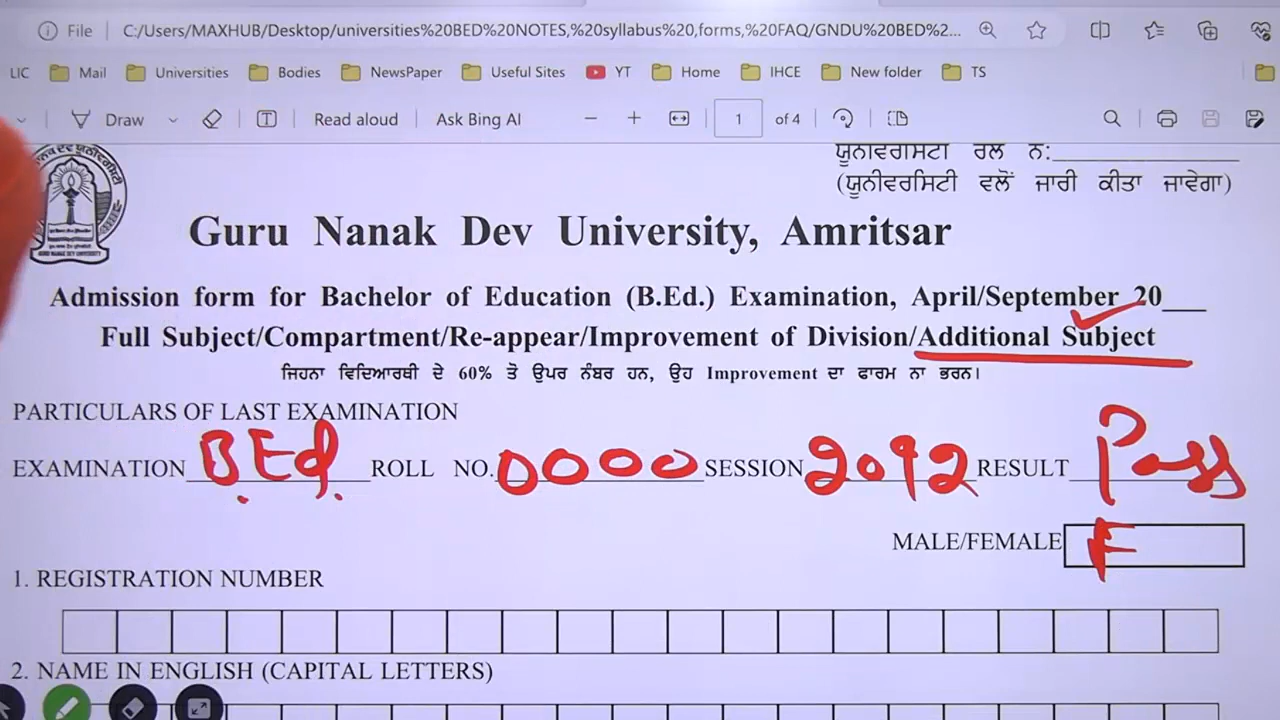 File C:/Users/MAXHUB/Desktop/universities%20BED%20NOTES,%20syllabus%20,forms,%20FAQ/GNDU%20BED%2...
LIC Mail Universities Bodies NewsPaper Useful Sites YT Home IHCE New folder TS
Draw Read aloud Ask Bing AI 1 of 4
ਯੂਨੀਵਰਸਿਟੀ ਰੋਲ ਨੰ:
(ਯੂਨੀਵਰਸਿਟੀ ਵਲੋਂ ਜਾਰੀ ਕੀਤਾ ਜਾਵੇਗਾ)
Guru Nanak Dev University, Amritsar
Admission form for Bachelor of Education (B.Ed.) Examination, April/September 20___
Full Subject/Compartment/Re-appear/Improvement of Division/Additional Subject
ਜਿਹਨਾ ਵਿਦਿਆਰਥੀ ਦੇ 60% ਤੋ ਉਪਰ ਨੰਬਰ ਹਨ, ਉਹ Improvement ਦਾ ਫਾਰਮ ਨਾ ਭਰਨ।
PARTICULARS OF LAST EXAMINATION
EXAMINATION B.Ed. ROLL NO. 0000 SESSION 2092 RESULT Pass
MALE/FEMALE F
1. REGISTRATION NUMBER
2. NAME IN ENGLISH (CAPITAL LETTERS)